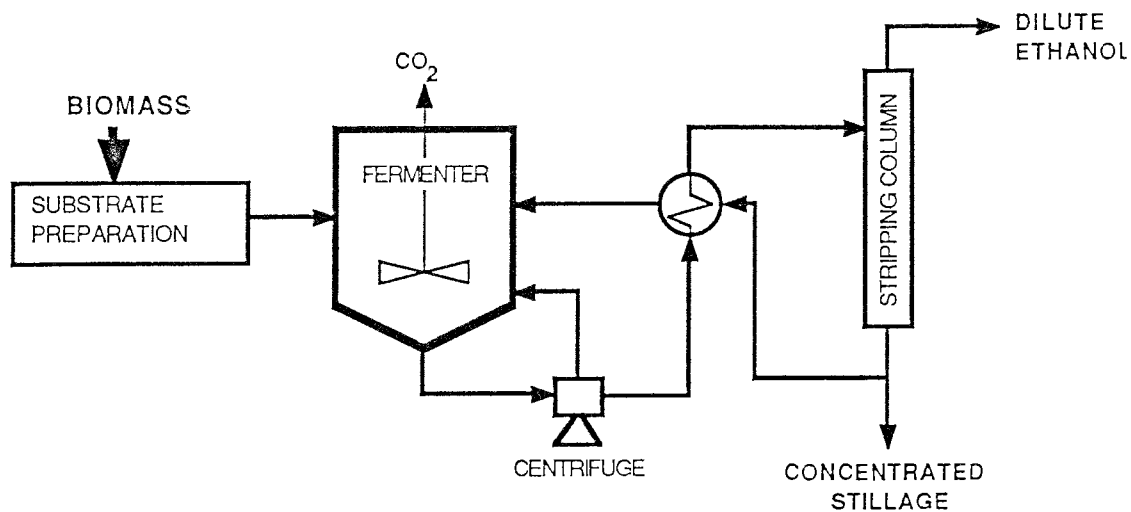 DILUTE
ETHANOL
CO2
BIOMASS
FERMENTER
SUBSTRATE
PREPARATION
STRIPPING COLUMN
CENTRIFUGE
CONCENTRATED
STILLAGE